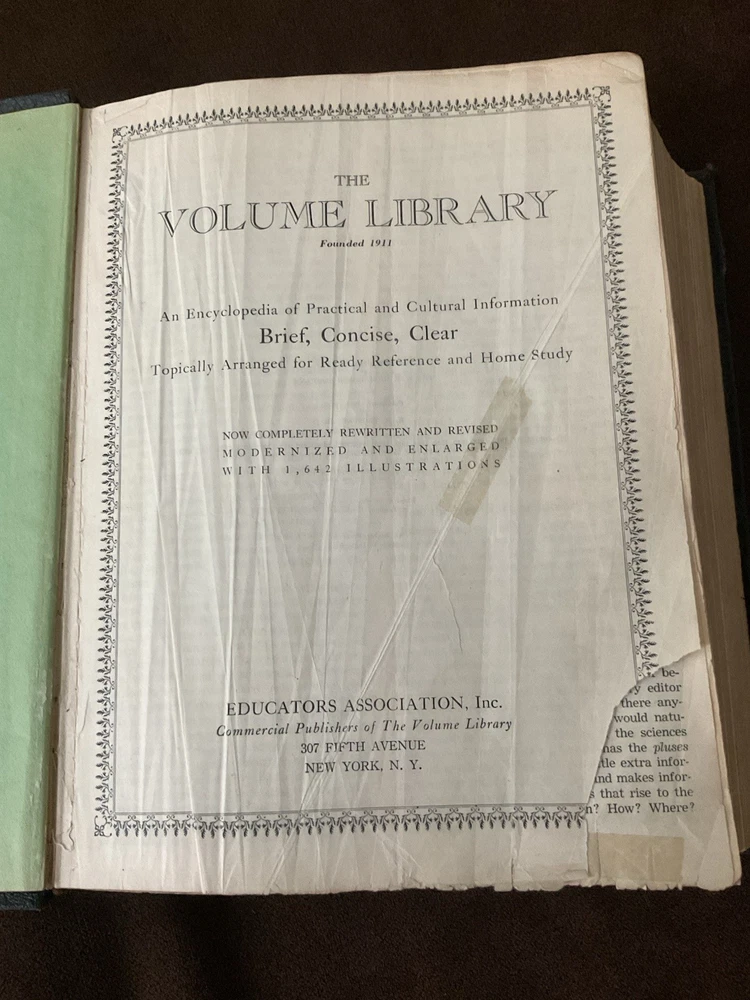 THE
VOLUME LIBRARY
Founded 1911
An Encyclopedia of Practical and Cultural Information
Brief, Concise, Clear
Topically Arranged for Ready Reference and Home Study
NOW COMPLETELY REWRITTEN AND REVISED
MODERNIZED AND ENLARGED
WITH 1,642 ILLUSTRATIONS
EDUCATORS ASSOCIATION, Inc.
Commercial Publishers of The Volume Library
307 FIFTH AVENUE
NEW YORK, N. Y.
be-
editor
there any-
would natu-
the sciences
has the pluses
extra infor-
and makes infor-
that rise to the
How? Where?